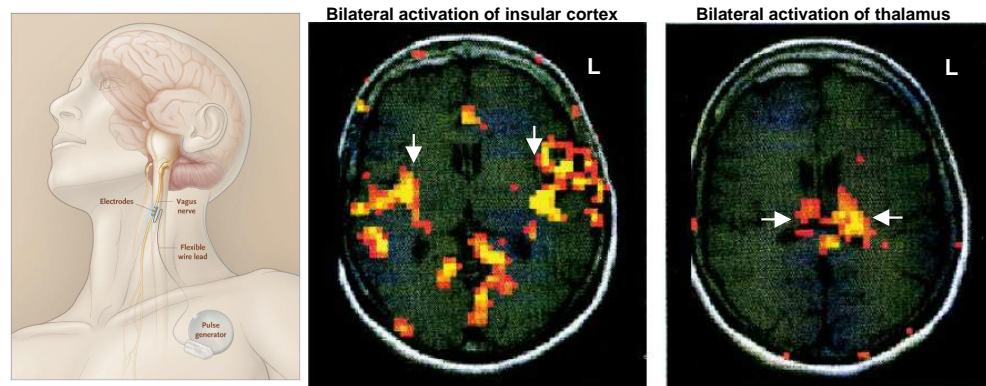 Electrodes
Vagus
nerve
Flexible
wire lead
Pulse
generator
Bilateral activation of insular cortex
L
Bilateral activation of thalamus
L